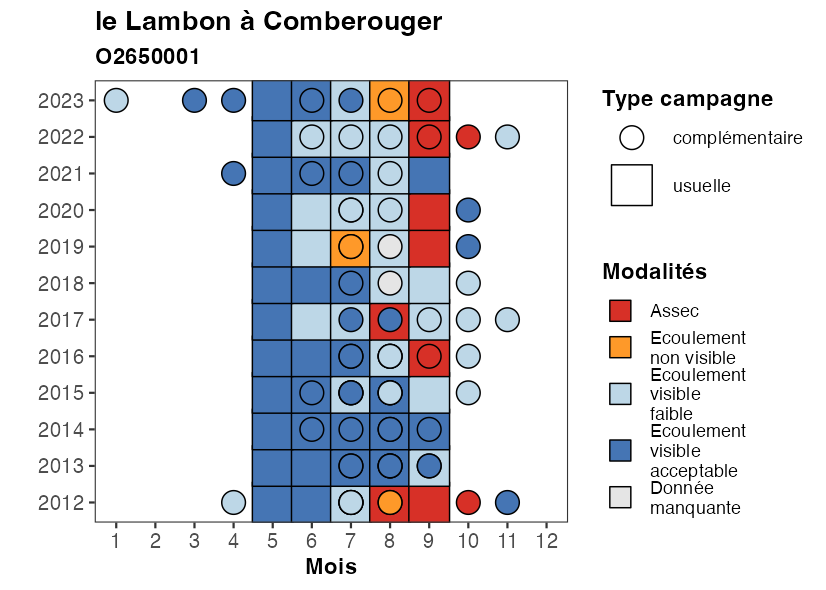 le Lambon à Comberouger
O2650001
2023
2022
2021
2020
2019
2018
2017
2016
2015
2014
2013
2012
1 2 3 4 5 6 7 8 9 10 11 12
Mois
Type campagne
complémentaire
usuelle
Modalités
Assec
Ecoulement
non visible
Ecoulement
visible
faible
Ecoulement
visible
acceptable
Donnée
manquante